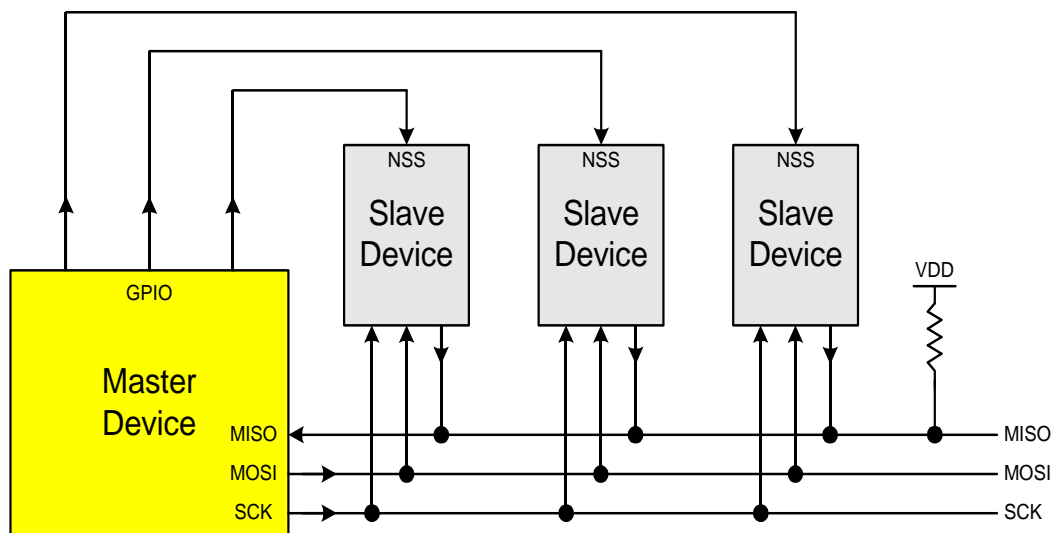 NSS
Slave
Device
NSS
Slave
Device
NSS
Slave
Device
VDD
GPIO
Master
Device
MISO
MOSI
SCK
MISO
MOSI
SCK